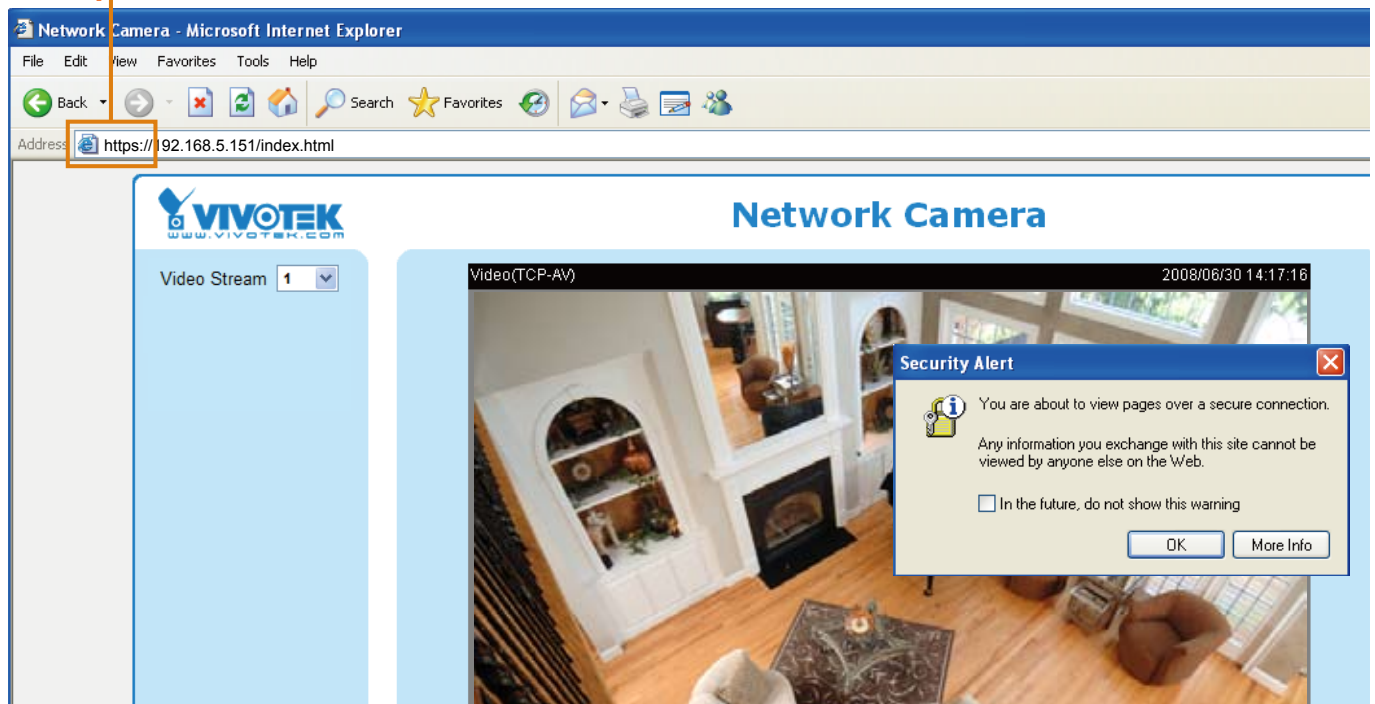 Network Camera - Microsoft Internet Explorer
File Edit View Favorites Tools Help
Back Search Favorites
Address https://192.168.5.151/index.html
VIVOTEK
www.vivotek.com
Network Camera
Video Stream 1
Video(TCP-AV) 2008/06/30 14:17:16
Security Alert
You are about to view pages over a secure connection.
Any information you exchange with this site cannot be
viewed by anyone else on the Web.
In the future, do not show this warning
OK More Info